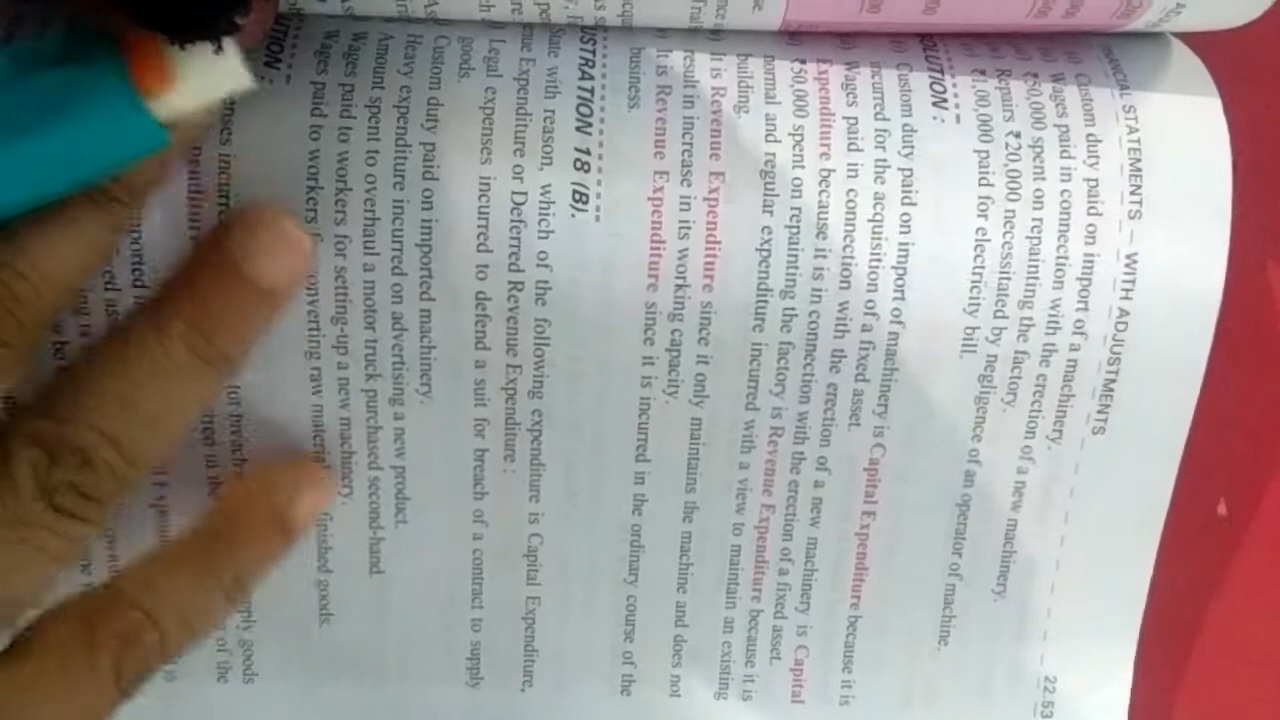 FINANCIAL STATEMENTS — WITH ADJUSTMENTS 22.53
Custom duty paid on import of a machinery.
Wages paid in connection with the erection of a new machinery.
₹50,000 spent on repainting the factory.
Repairs ₹20,000 necessitated by negligence of an operator of machine.
₹1,00,000 paid for electricity bill.
SOLUTION :
(i) Custom duty paid on import of machinery is Capital Expenditure because it is
incurred for the acquisition of a fixed asset.
Wages paid in connection with the erection of a new machinery is Capital
Expenditure because it is in connection with the erection of a fixed asset.
₹50,000 spent on repainting the factory is Revenue Expenditure because it is
normal and regular expenditure incurred with a view to maintain an existing
building.
It is Revenue Expenditure since it only maintains the machine and does not
result in increase in its working capacity.
It is Revenue Expenditure since it is incurred in the ordinary course of the
business.
USTRATION 18 (B).
State with reason, which of the following expenditure is Capital Expenditure,
enue Expenditure or Deferred Revenue Expenditure :
Legal expenses incurred to defend a suit for breach of a contract to supply
goods.
Custom duty paid on imported machinery.
Heavy expenditure incurred on advertising a new product.
Amount spent to overhaul a motor truck purchased second-hand.
Wages paid to workers for setting-up a new machinery.
Wages paid to workers converting raw material finished goods.
UTION :
enses incurre for breach ply goods
of the